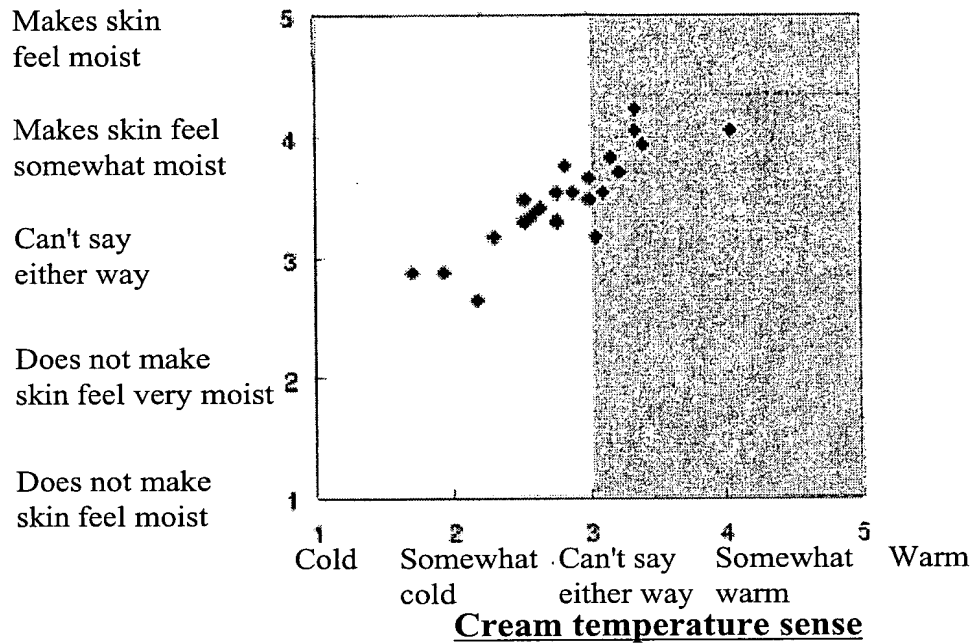 Makes skin
feel moist
5
Makes skin feel
somewhat moist
4
Can't say
either way
3
Does not make
skin feel very moist
2
Does not make
skin feel moist
1
1 2 3 4 5
Cold Somewhat Can't say Somewhat Warm
cold either way warm
Cream temperature sense